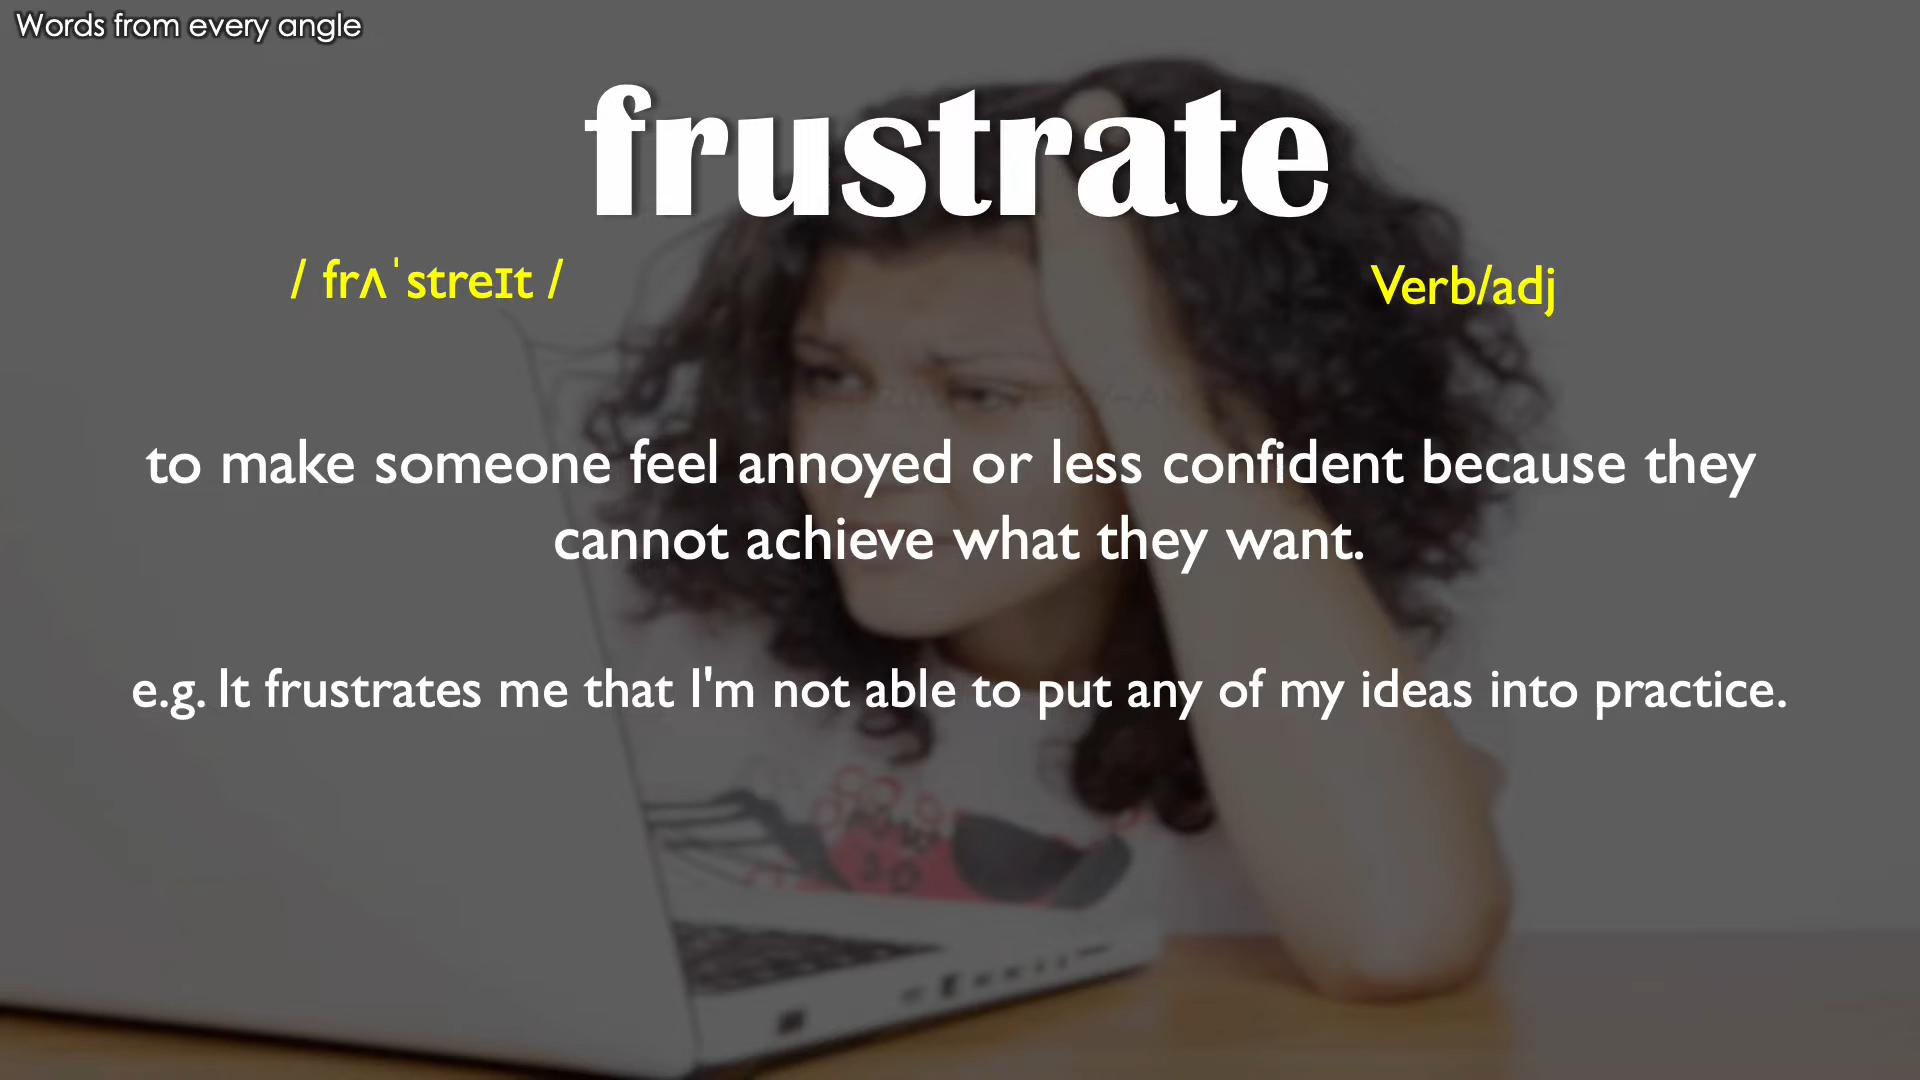 Words from every angle
frustrate
/ frʌˈstreɪt /
Verb/adj
to make someone feel annoyed or less confident because they
cannot achieve what they want.
e.g. It frustrates me that I'm not able to put any of my ideas into practice.